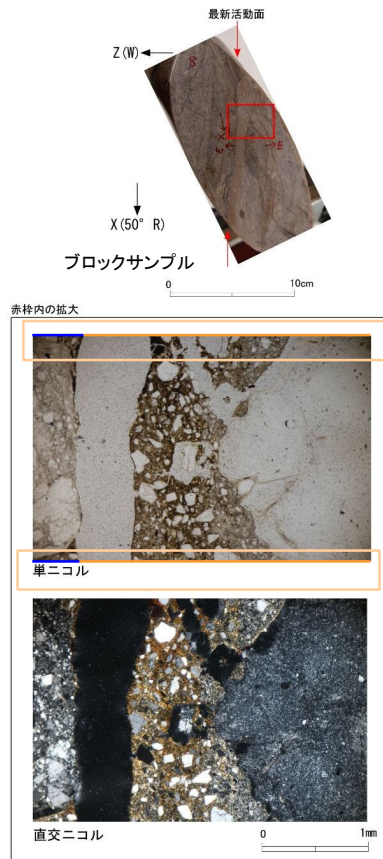 最新活動面
Z(W)
8
X
W
E
X(50° R)
ブロックサンプル
0 10cm
赤枠内の拡大
単ニコル
直交ニコル
0 1mm